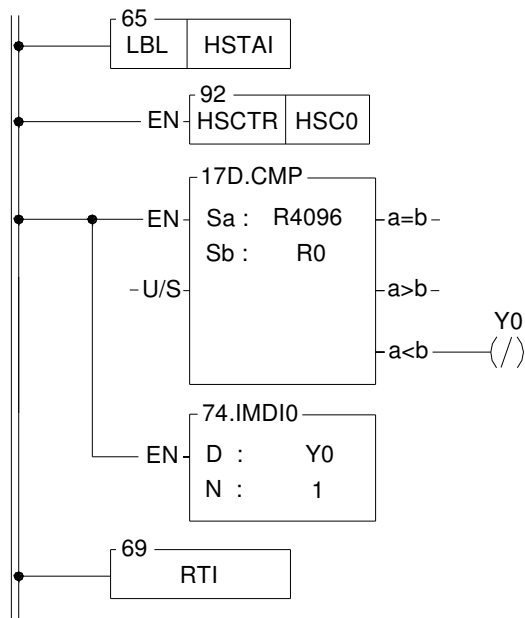 65
LBL HSTAI
92
EN HSCTR HSC0
17D.CMP
EN Sa : R4096 a=b
Sb : R0
U/S a>b
Y0
a<b (/)
74.IMDI0
EN D : Y0
N : 1
69
RTI